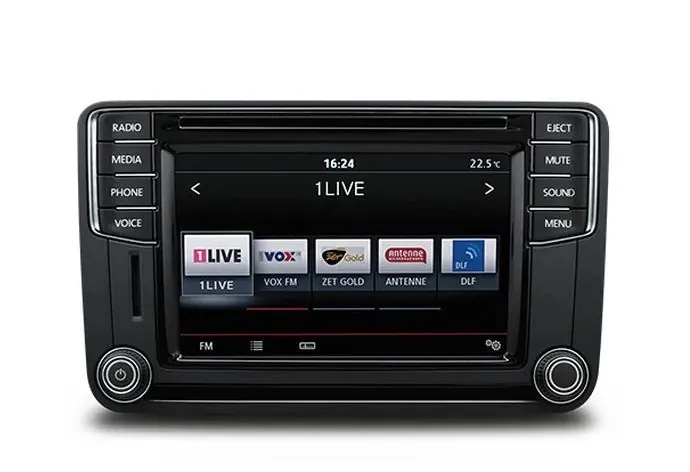 RADIO
EJECT
MEDIA
MUTE
PHONE
SOUND
VOICE
MENU
16:24
22.5 °C
< 1LIVE >
1LIVE
VOX
Gold
Antenne
DLF
1LIVE
VOX FM
ZET GOLD
ANTENNE
DLF
FM